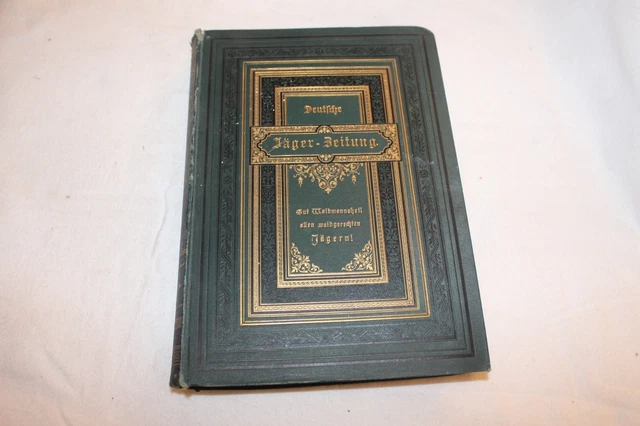 Deutsche
Jäger-Zeitung.
Gut Waidmannsheil
allen waidgerechten
Jägern!